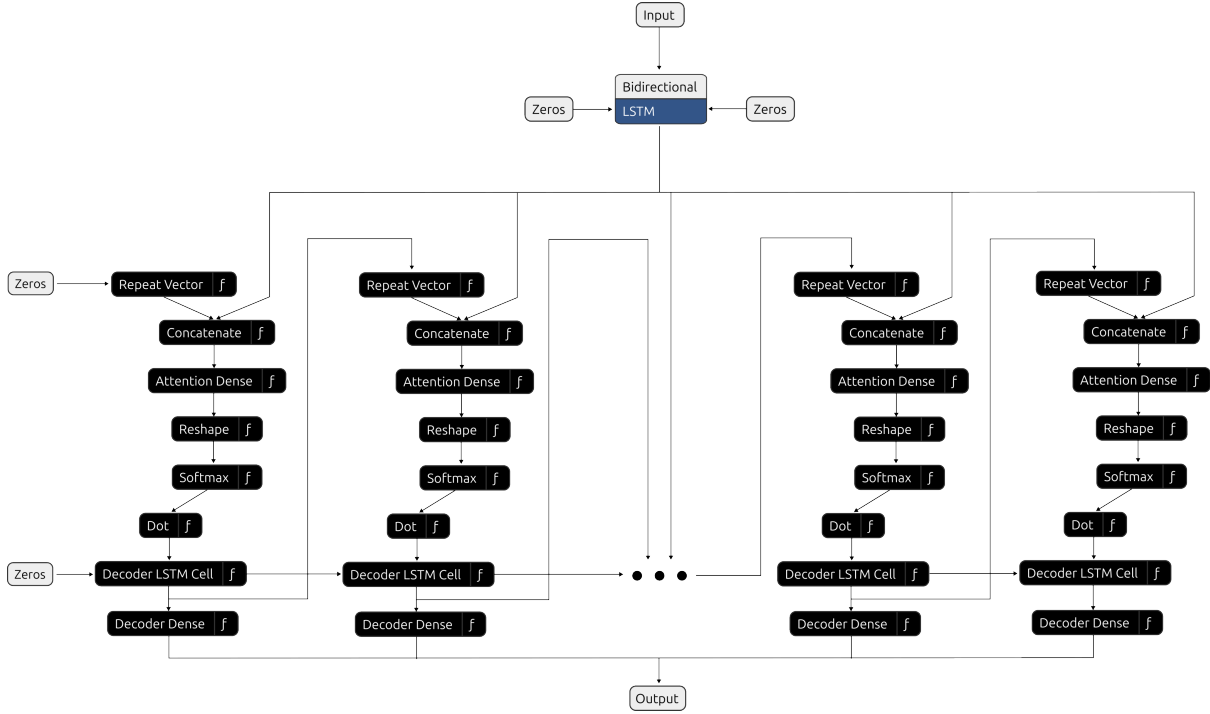 Input
Bidirectional
Zeros
LSTM
Zeros
Zeros
Repeat Vector ƒ
Repeat Vector ƒ
Repeat Vector ƒ
Repeat Vector ƒ
Concatenate ƒ
Concatenate ƒ
Concatenate ƒ
Concatenate ƒ
Attention Dense ƒ
Attention Dense ƒ
Attention Dense ƒ
Attention Dense ƒ
Reshape ƒ
Reshape ƒ
Reshape ƒ
Reshape ƒ
Softmax ƒ
Softmax ƒ
Softmax ƒ
Softmax ƒ
Dot ƒ
Dot ƒ
Dot ƒ
Dot ƒ
Zeros
Decoder LSTM Cell ƒ
Decoder LSTM Cell ƒ
Decoder LSTM Cell ƒ
Decoder LSTM Cell ƒ
Decoder Dense ƒ
Decoder Dense ƒ
Decoder Dense ƒ
Decoder Dense ƒ
Output